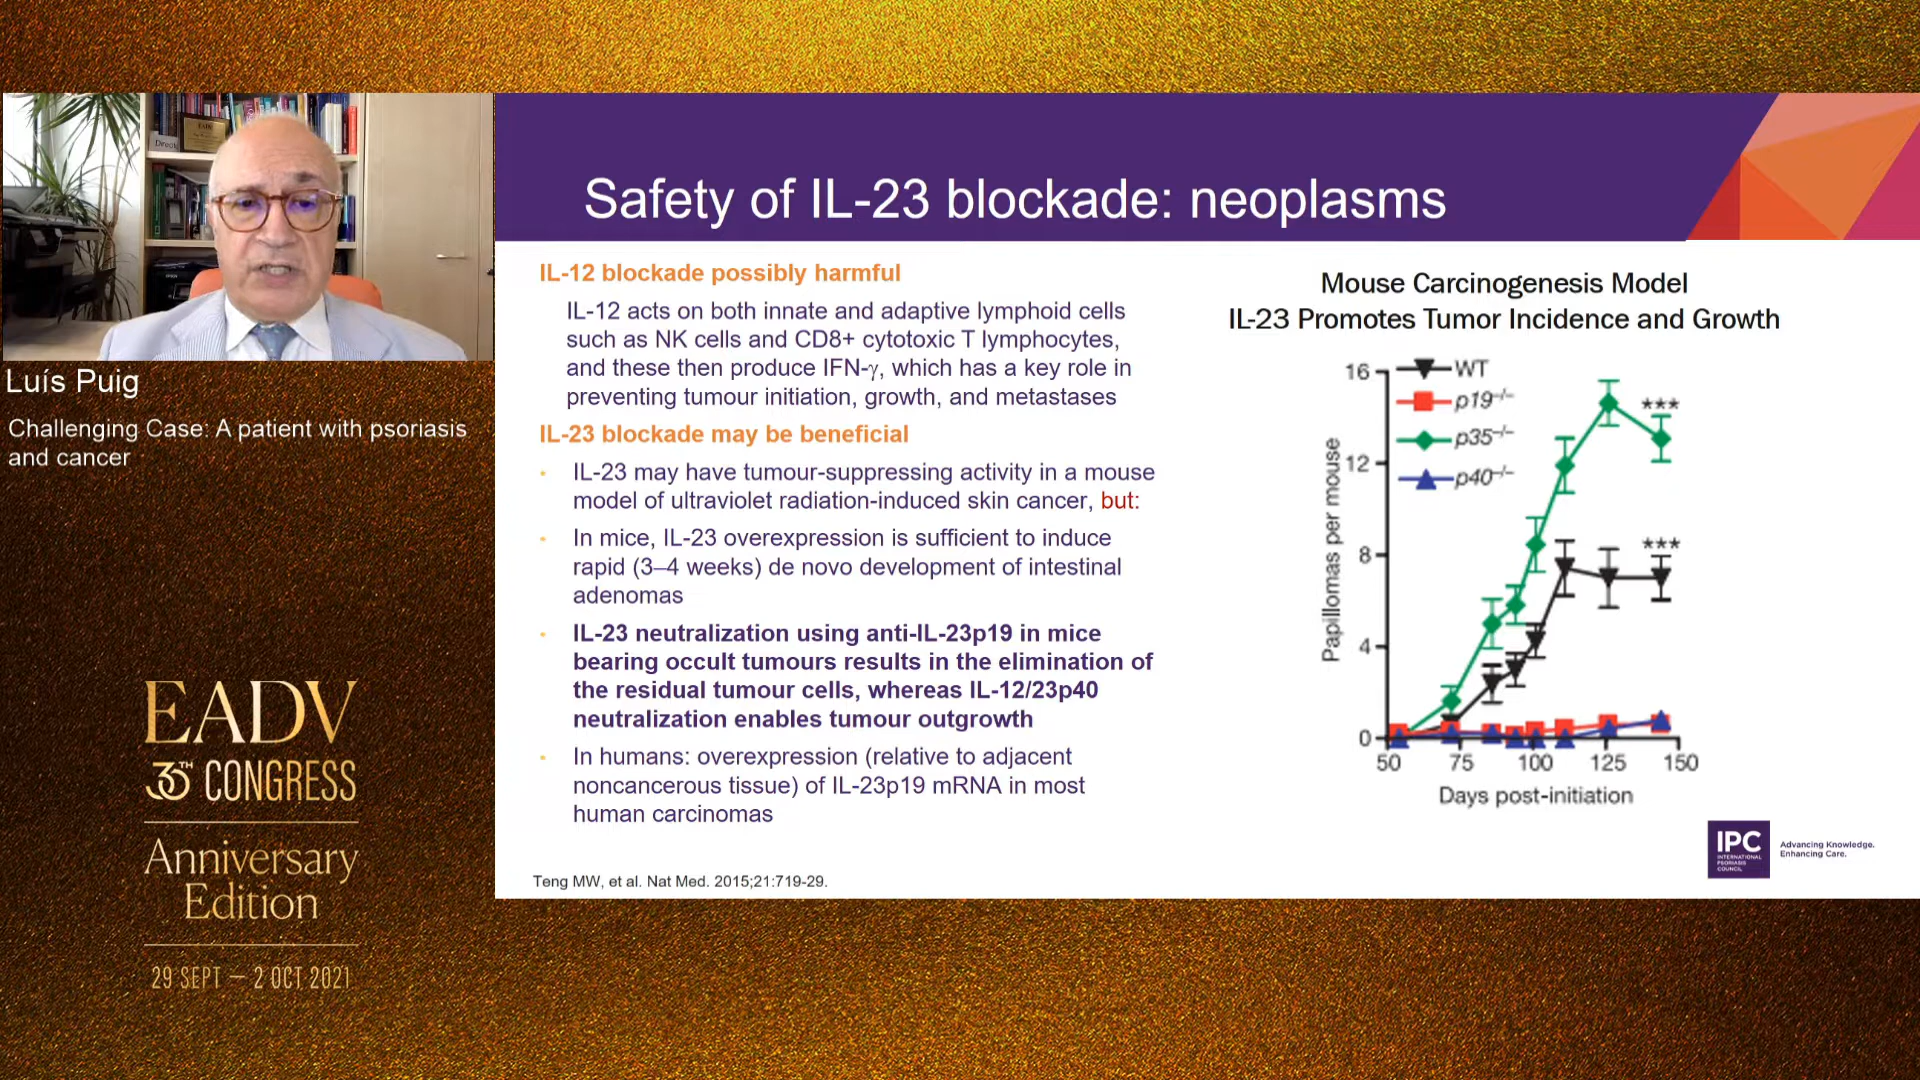 Safety of IL-23 blockade: neoplasms
Luís Puig
Challenging Case: A patient with psoriasis
and cancer
EADV
30TH CONGRESS
Anniversary
Edition
29 SEPT — 2 OCT 2021
IL-12 blockade possibly harmful
IL-12 acts on both innate and adaptive lymphoid cells
such as NK cells and CD8+ cytotoxic T lymphocytes,
and these then produce IFN-γ, which has a key role in
preventing tumour initiation, growth, and metastases
IL-23 blockade may be beneficial
• IL-23 may have tumour-suppressing activity in a mouse
model of ultraviolet radiation-induced skin cancer, but:
• In mice, IL-23 overexpression is sufficient to induce
rapid (3–4 weeks) de novo development of intestinal
adenomas
• IL-23 neutralization using anti-IL-23p19 in mice
bearing occult tumours results in the elimination of
the residual tumour cells, whereas IL-12/23p40
neutralization enables tumour outgrowth
• In humans: overexpression (relative to adjacent
noncancerous tissue) of IL-23p19 mRNA in most
human carcinomas
Teng MW, et al. Nat Med. 2015;21:719-29.
Mouse Carcinogenesis Model
IL-23 Promotes Tumor Incidence and Growth
WT
p19-/-
p35-/-
p40-/-
***
***
Papillomas per mouse
16
12
8
4
0
50 75 100 125 150
Days post-initiation
IPC
INTERNATIONAL
PSORIASIS
COUNCIL
Advancing Knowledge.
Enhancing Care.